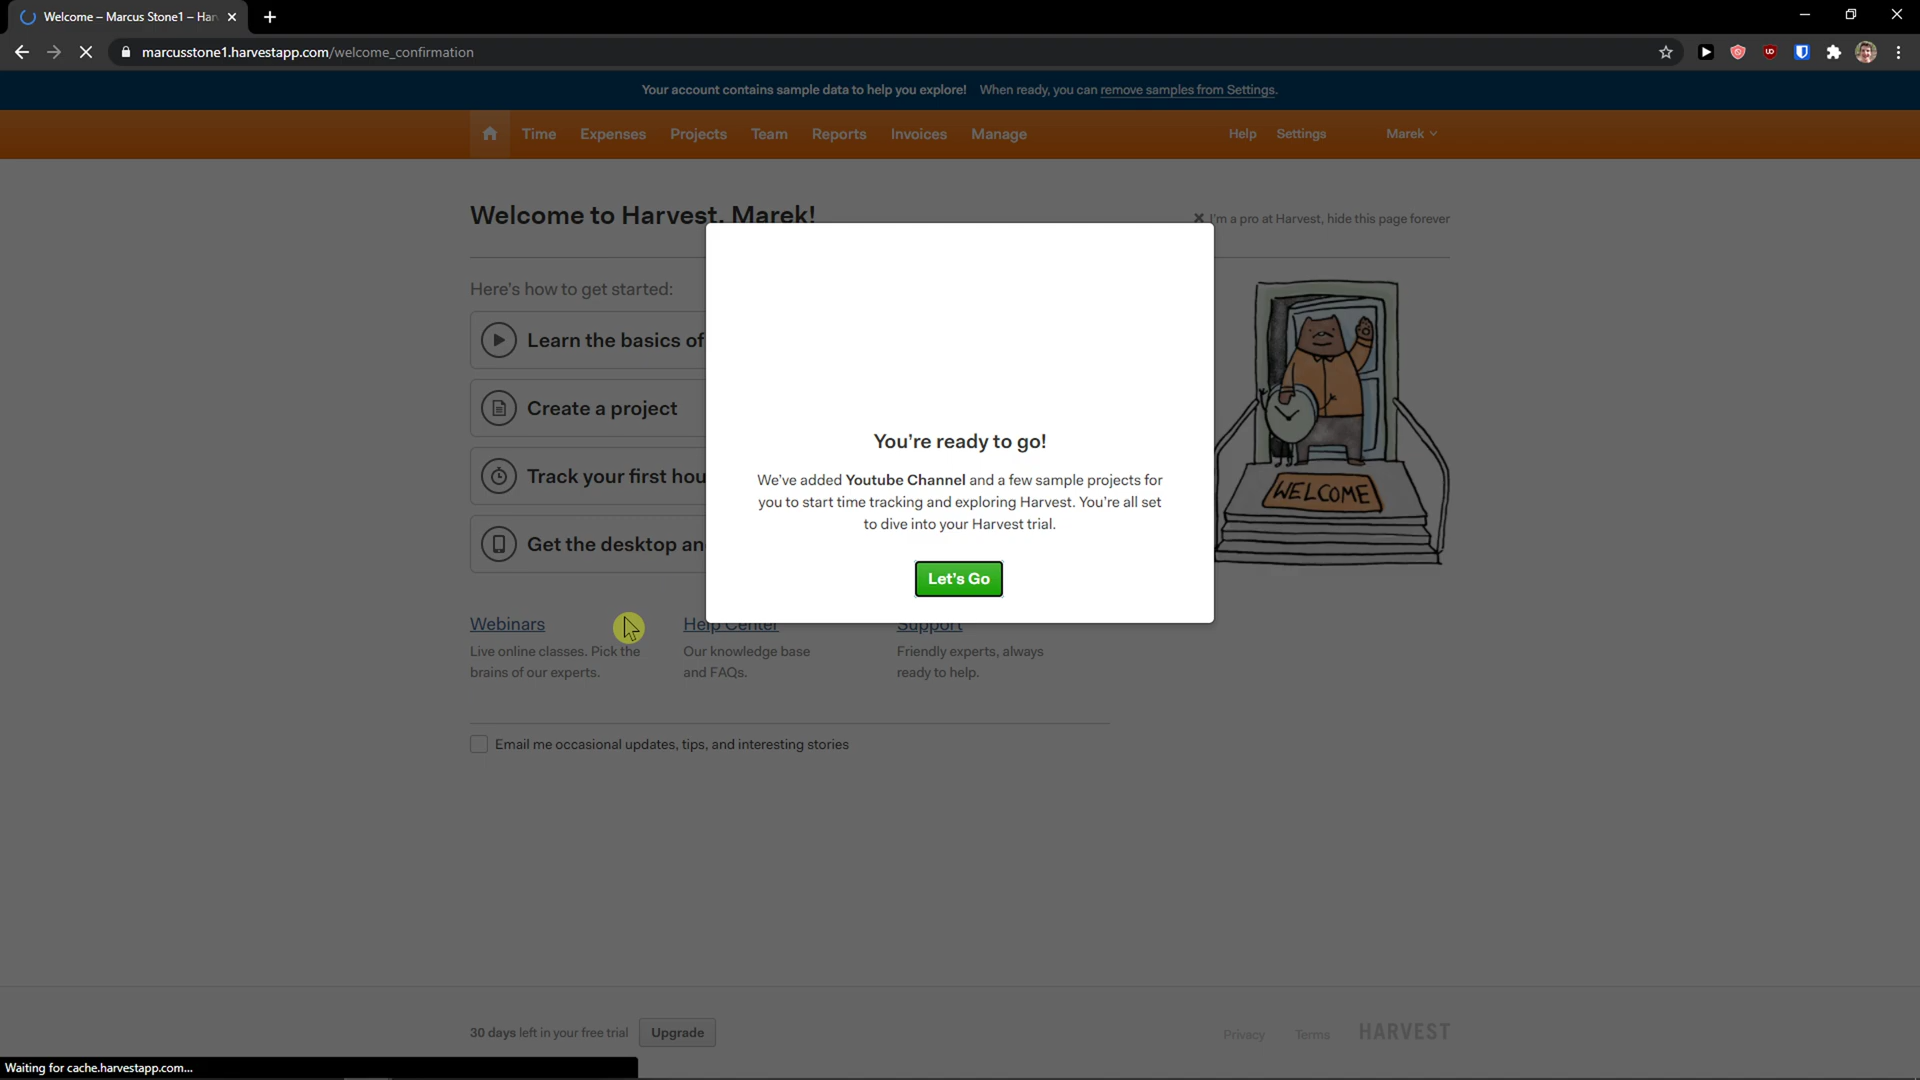 Welcome – Marcus Stone1 – Har
marcusstone1.harvestapp.com/welcome_confirmation
Your account contains sample data to help you explore! When ready, you can remove samples from Settings.
Time Expenses Projects Team Reports Invoices Manage Help Settings Marek
Welcome to Harvest, Marek!
I'm a pro at Harvest, hide this page forever
Here's how to get started:
Learn the basics of
Create a project
Track your first hou
Get the desktop an
You're ready to go!
We've added Youtube Channel and a few sample projects for
you to start time tracking and exploring Harvest. You're all set
to dive into your Harvest trial.
Let's Go
WELCOME
Webinars Help Center Support
Live online classes. Pick the Our knowledge base Friendly experts, always
brains of our experts. and FAQs. ready to help.
Email me occasional updates, tips, and interesting stories
30 days left in your free trial Upgrade Privacy Terms HARVEST
Waiting for cache.harvestapp.com...